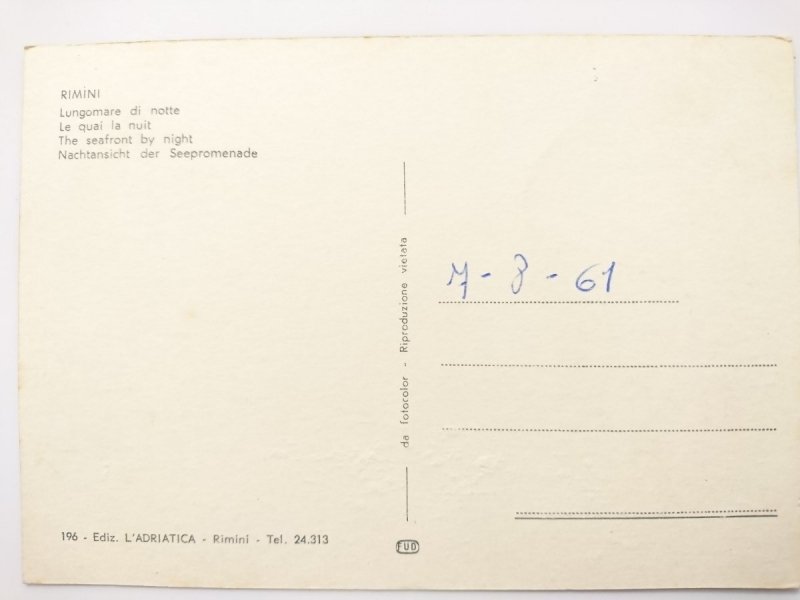 RIMINI
Lungomare di notte
Le quai la nuit
The seafront by night
Nachtansicht der Seepromenade
da fotocolor - Riproduzione vietata
7 - 8 - 61
196 - Ediz. L'ADRIATICA - Rimini - Tel. 24.313
FUD